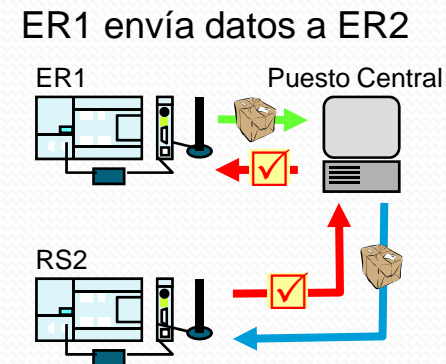 ER1 envía datos a ER2
ER1
Puesto Central
RS2